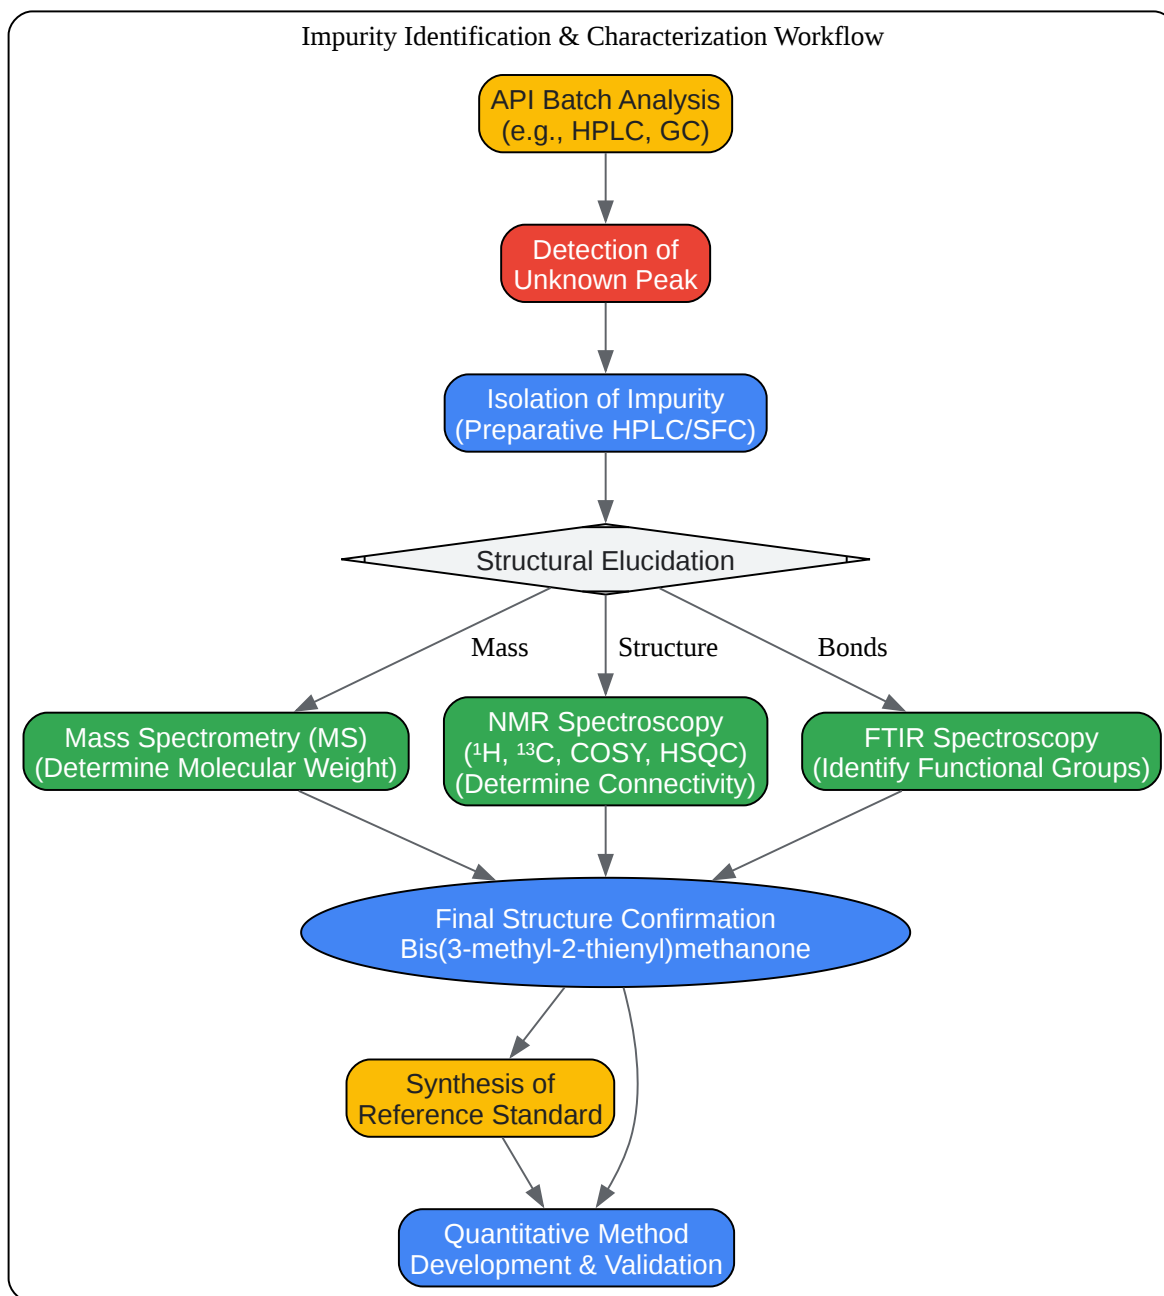 Impurity Identification & Characterization Workflow
API Batch Analysis
(e.g., HPLC, GC)
Detection of
Unknown Peak
Isolation of Impurity
(Preparative HPLC/SFC)
Structural Elucidation
Mass
Structure
Bonds
Mass Spectrometry (MS)
(Determine Molecular Weight)
NMR Spectroscopy
(¹H, ¹³C, COSY, HSQC)
(Determine Connectivity)
FTIR Spectroscopy
(Identify Functional Groups)
Final Structure Confirmation
Bis(3-methyl-2-thienyl)methanone
Synthesis of
Reference Standard
Quantitative Method
Development & Validation